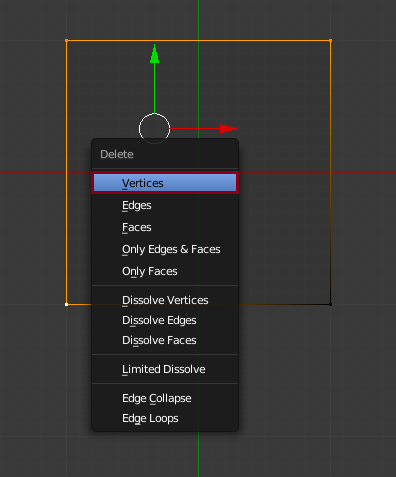 Delete
Vertices
Edges
Faces
Only Edges & Faces
Only Faces
Dissolve Vertices
Dissolve Edges
Dissolve Faces
Limited Dissolve
Edge Collapse
Edge Loops